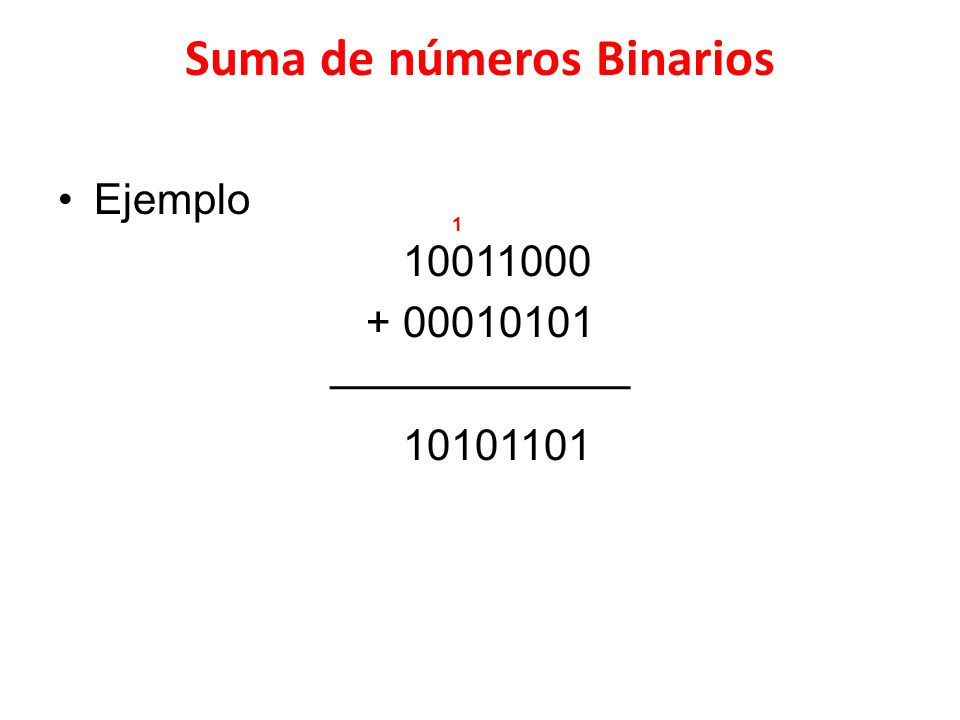 Suma de números Binarios
• Ejemplo
1
10011000
+ 00010101
10101101